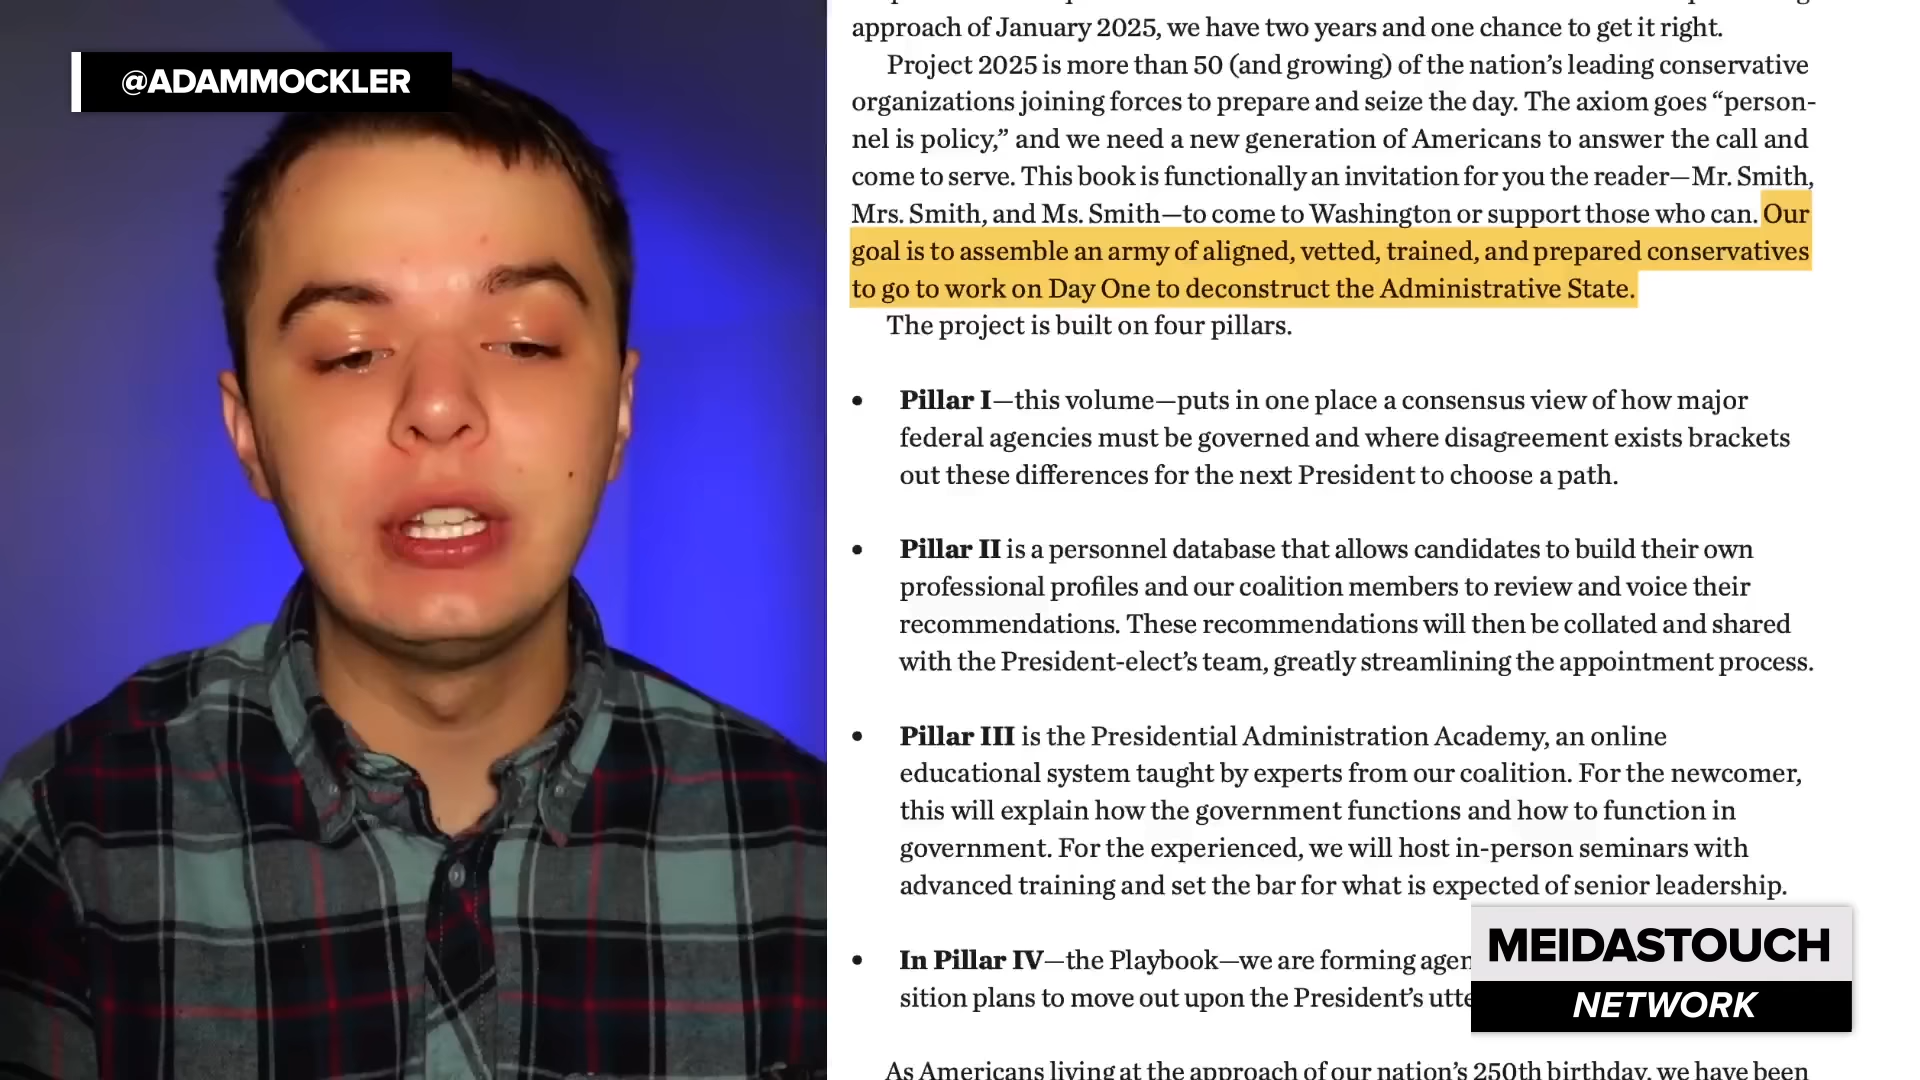 @ADAMMOCKLER
approach of January 2025, we have two years and one chance to get it right.
Project 2025 is more than 50 (and growing) of the nation’s leading conservative
organizations joining forces to prepare and seize the day. The axiom goes “person-
nel is policy,” and we need a new generation of Americans to answer the call and
come to serve. This book is functionally an invitation for you the reader—Mr. Smith,
Mrs. Smith, and Ms. Smith—to come to Washington or support those who can. Our
goal is to assemble an army of aligned, vetted, trained, and prepared conservatives
to go to work on Day One to deconstruct the Administrative State.
The project is built on four pillars.
• Pillar I—this volume—puts in one place a consensus view of how major
federal agencies must be governed and where disagreement exists brackets
out these differences for the next President to choose a path.
• Pillar II is a personnel database that allows candidates to build their own
professional profiles and our coalition members to review and voice their
recommendations. These recommendations will then be collated and shared
with the President-elect’s team, greatly streamlining the appointment process.
• Pillar III is the Presidential Administration Academy, an online
educational system taught by experts from our coalition. For the newcomer,
this will explain how the government functions and how to function in
government. For the experienced, we will host in-person seminars with
advanced training and set the bar for what is expected of senior leadership.
• In Pillar IV—the Playbook—we are forming agen
sition plans to move out upon the President’s utte
As Americans living at the approach of our nation’s 250th birthday, we have been
MEIDASTOUCH
NETWORK